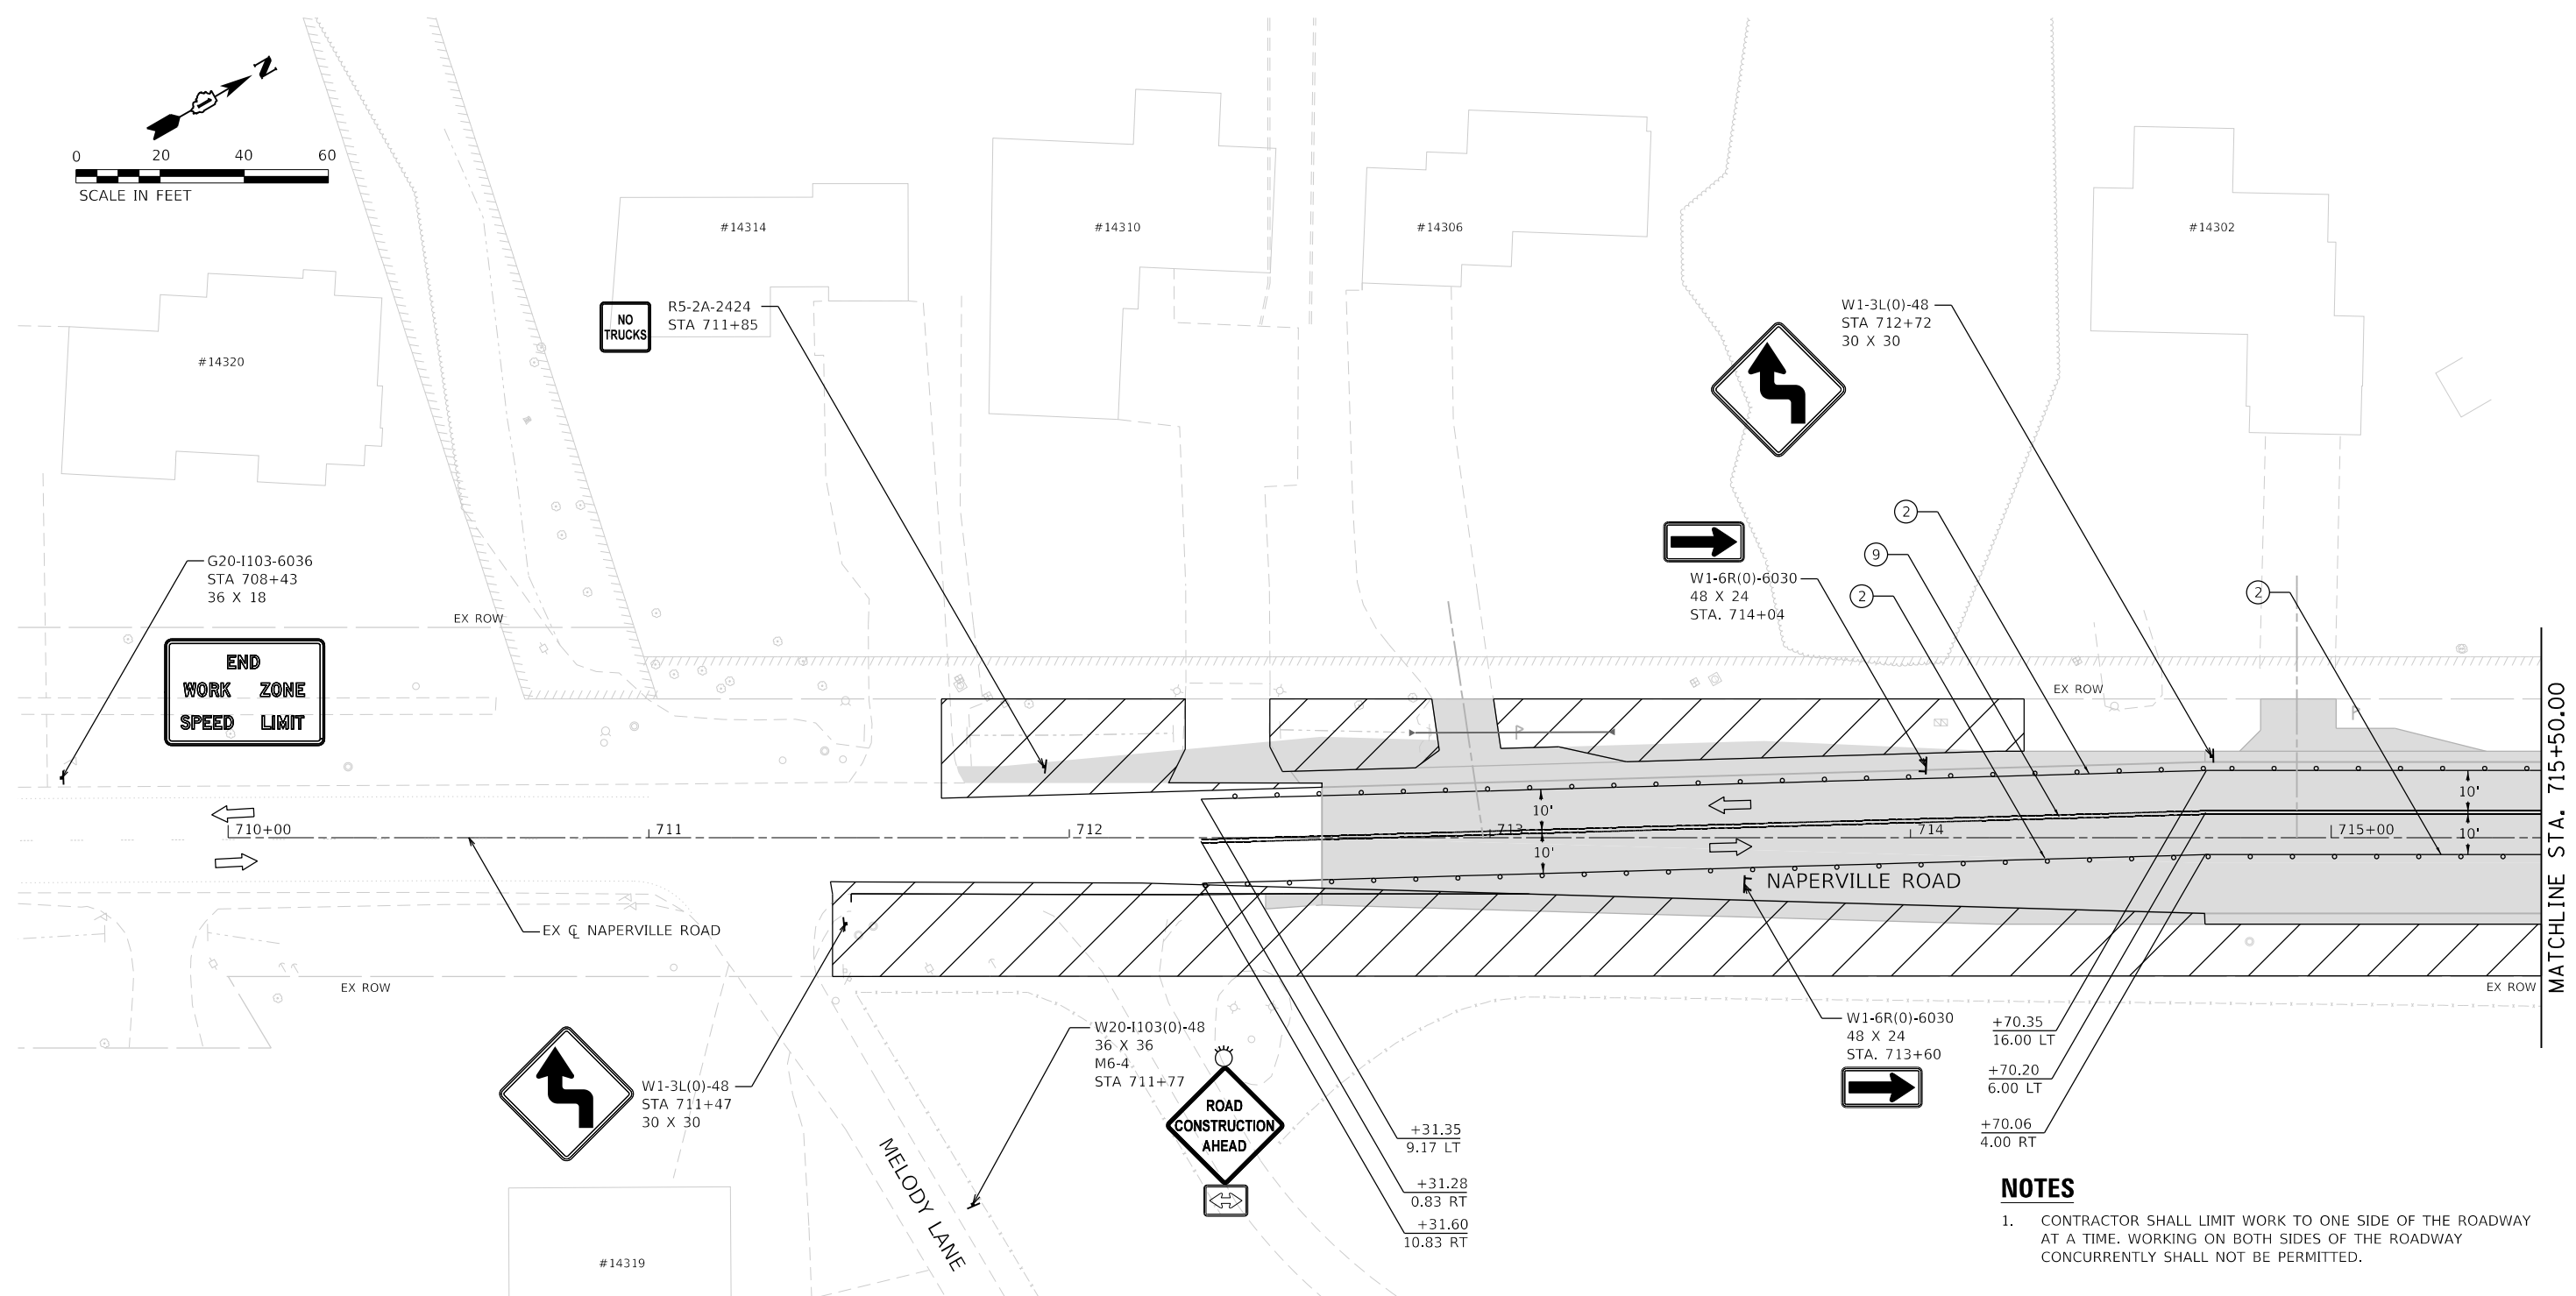 N
0 20 40 60
SCALE IN FEET
#14320
#14314
#14310
#14306
#14302
NO
TRUCKS
R5-2A-2424
STA 711+85
W1-3L(0)-48
STA 712+72
30 X 30
2
9
2
2
W1-6R(0)-6030
48 X 24
STA. 714+04
G20-I103-6036
STA 708+43
36 X 18
END
WORK ZONE
SPEED LIMIT
EX ROW
EX ROW
P
P
10'
10'
10'
10'
710+00
711
712
713
714
715+00
NAPERVILLE ROAD
EX ℄ NAPERVILLE ROAD
EX ROW
EX ROW
MATCHLINE STA. 715+50.00
W1-3L(0)-48
STA 711+47
30 X 30
W20-I103(0)-48
36 X 36
M6-4
STA 711+77
ROAD
CONSTRUCTION
AHEAD
MELODY LANE
#14319
+31.35
9.17 LT
+31.28
0.83 RT
+31.60
10.83 RT
W1-6R(0)-6030
48 X 24
STA. 713+60
+70.35
16.00 LT
+70.20
6.00 LT
+70.06
4.00 RT
NOTES
1. CONTRACTOR SHALL LIMIT WORK TO ONE SIDE OF THE ROADWAY
AT A TIME. WORKING ON BOTH SIDES OF THE ROADWAY
CONCURRENTLY SHALL NOT BE PERMITTED.